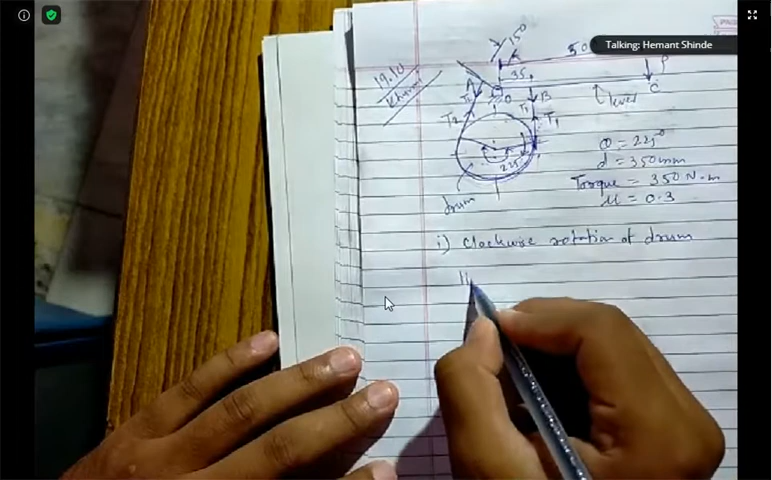 Talking: Hemant Shinde
19.10
Khurmi
15°
50
35
P
A
O
B
C
T2
T1
T1
lever
225°
drum
θ = 225°
d = 350mm
Torque = 350 N-m
μ = 0.3
i) Clockwise rotation of drum